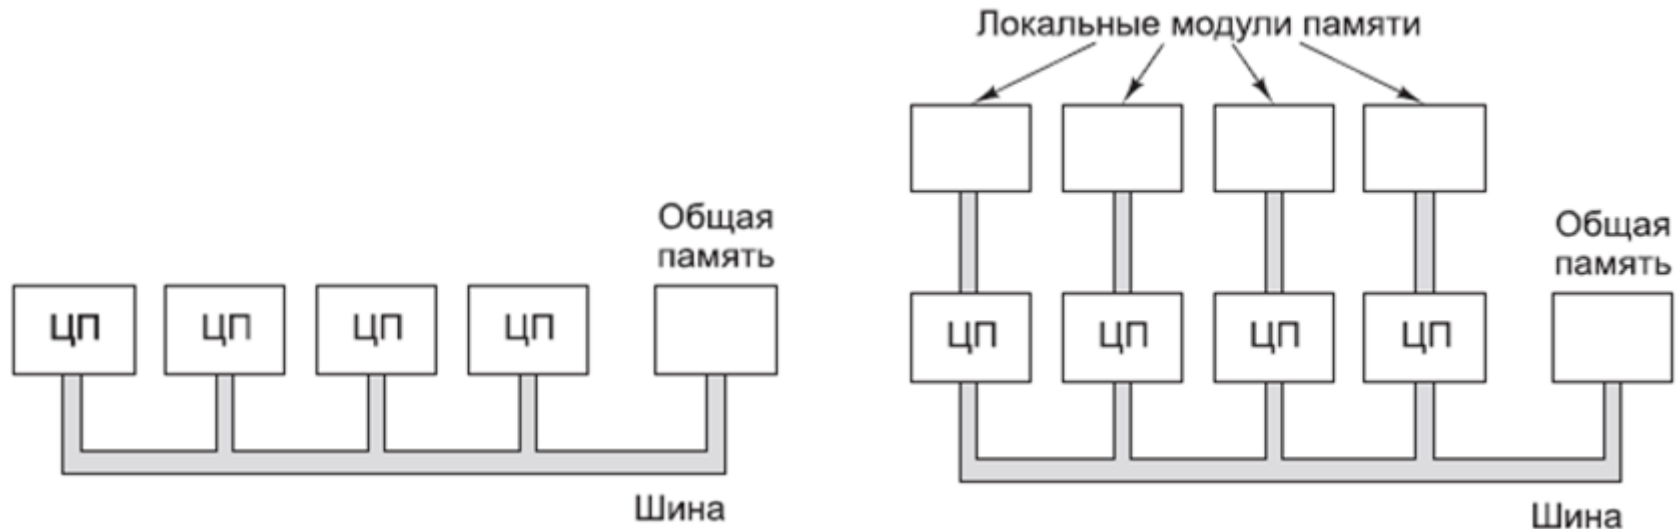 Общая
память
ЦП ЦП ЦП ЦП
Шина
Локальные модули памяти
Общая
память
ЦП ЦП ЦП ЦП
Шина